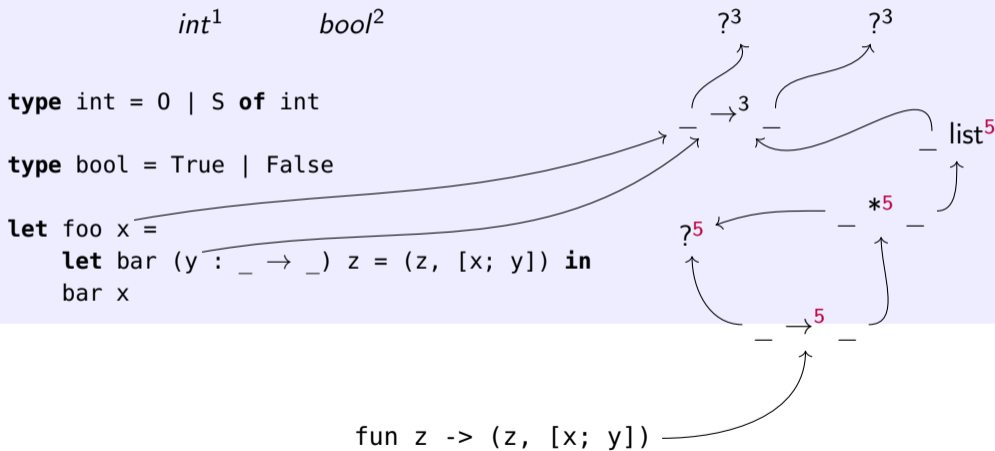 int¹ bool² ?³ ?³
type int = O | S of int
_ →³ _
_ list⁵
type bool = True | False
_ *⁵ _
let foo x =
?⁵
let bar (y : _ → _) z = (z, [x; y]) in
bar x
_ →⁵ _
fun z -> (z, [x; y])